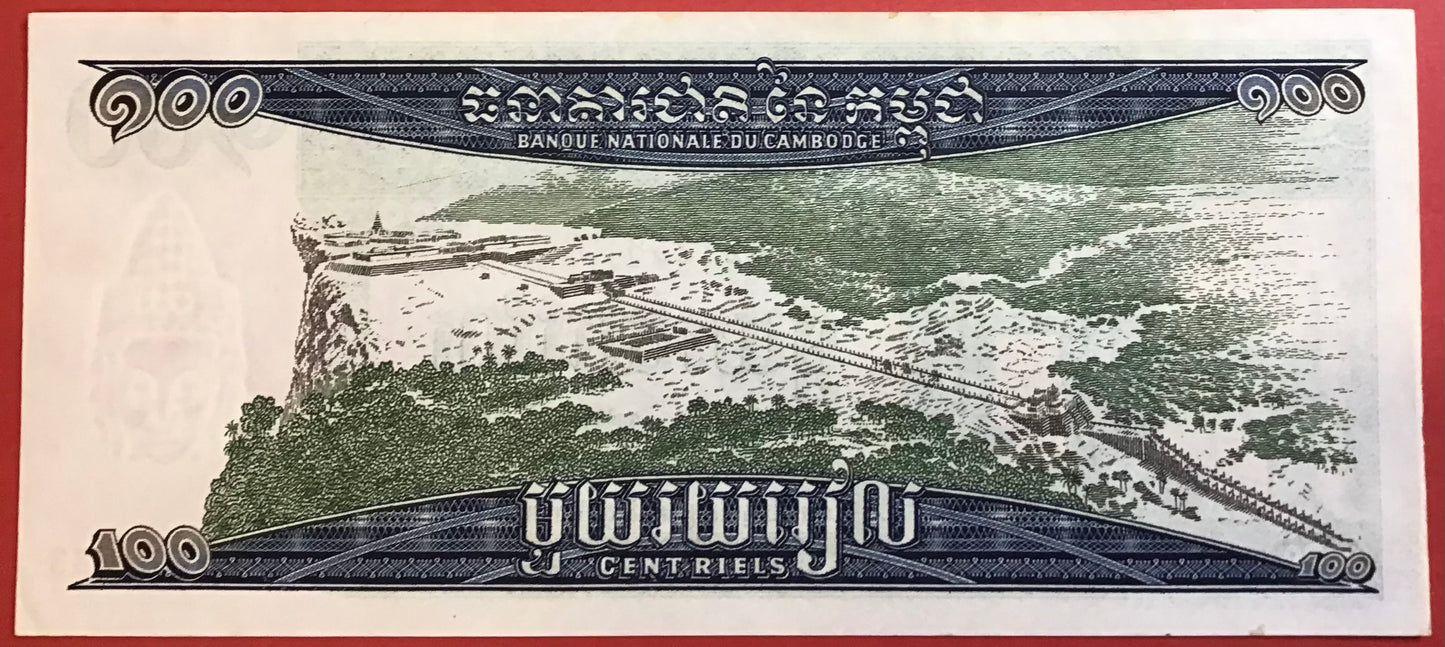 ១០០ ធនាគារជាតិ នៃ កម្ពុជា ១០០
BANQUE NATIONALE DU CAMBODGE
មួយរយរៀល
100 CENT RIELS 100